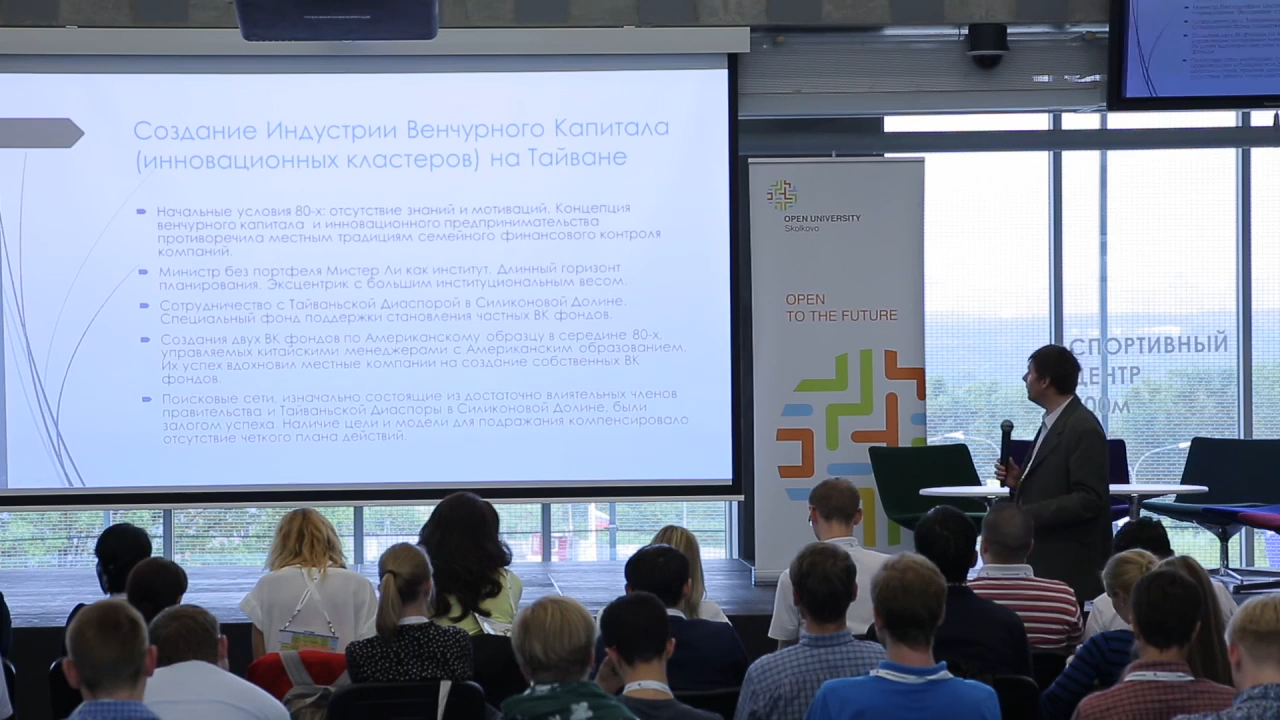 Создание Индустрии Венчурного Капитала
(инновационных кластеров) на Тайване
Начальные условия 80-х: отсутствие знаний и мотиваций. Концепция
венчурного капитала и инновационного предпринимательства
противоречила местным традициям семейного финансового контроля
компаний.
Министр без портфеля Мистер Ли как институт. Длинный горизонт
планирования. Эксцентрик с большим институциональным весом.
Сотрудничество с Тайваньской Диаспорой в Силиконовой Долине.
Специальный фонд поддержки становления частных ВК фондов.
Создания двух ВК фондов по Американскому образцу в середине 80-х,
управляемых китайскими менеджерами с Американским образованием.
Их успех вдохновил местные компании на создание собственных ВК
фондов.
Поисковые сети, изначально состоящие из достаточно влиятельных членов
правительства и Тайваньской Диаспоры в Силиконовой Долине, были
залогом успеха. Наличие цели и модели для подражания компенсировало
отсутствие четкого плана действий.
OPEN UNIVERSITY
Skolkovo
OPEN
TO THE FUTURE
СПОРТИВНЫЙ
ЦЕНТР